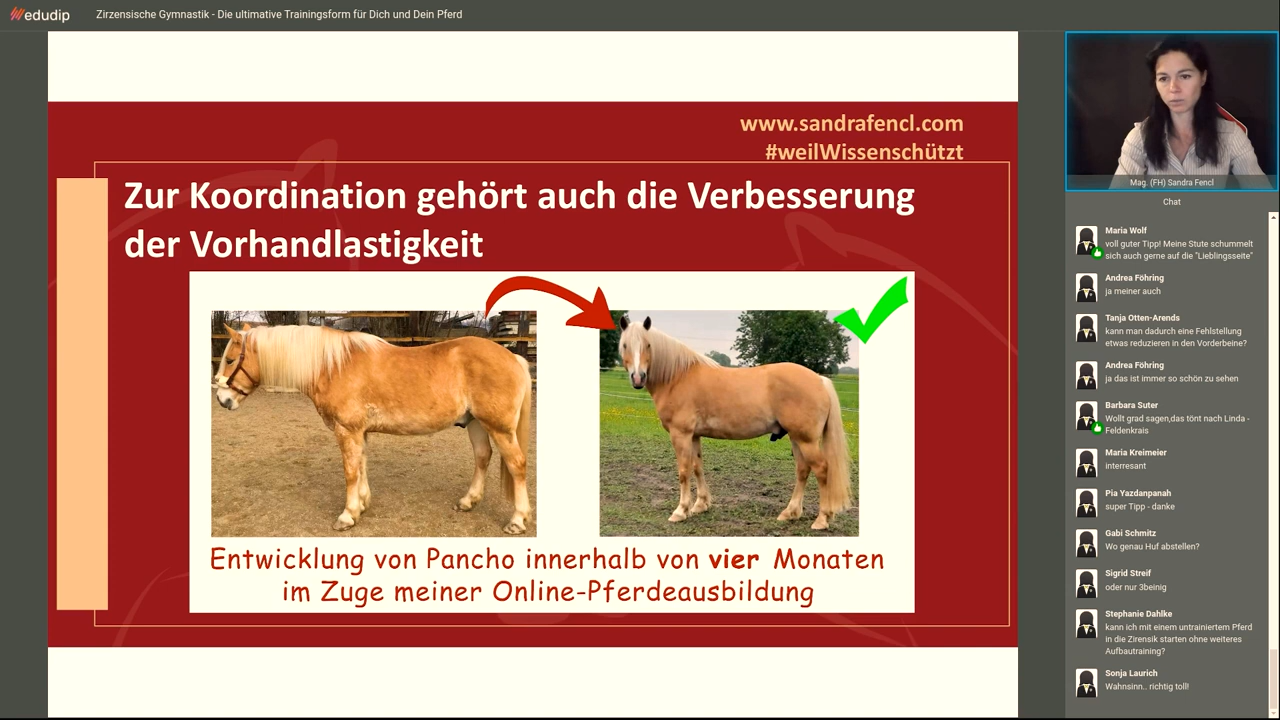 edudip
Zirzensische Gymnastik - Die ultimative Trainingsform für Dich und Dein Pferd
www.sandrafencl.com
#weilWissenschützt
Zur Koordination gehört auch die Verbesserung
der Vorhandlastigkeit
Entwicklung von Pancho innerhalb von vier Monaten
im Zuge meiner Online-Pferdeausbildung
Mag. (FH) Sandra Fencl
Chat
Maria Wolf
voll guter Tipp! Meine Stute schummelt
sich auch gerne auf die "Lieblingsseite"
Andrea Föhring
ja meiner auch
Tanja Otten-Arends
kann man dadurch eine Fehlstellung
etwas reduzieren in den Vorderbeine?
Andrea Föhring
ja das ist immer so schön zu sehen
Barbara Suter
Wollt grad sagen,das tönt nach Linda -
Feldenkrais
Maria Kreimeier
interresant
Pia Yazdanpanah
super Tipp - danke
Gabi Schmitz
Wo genau Huf abstellen?
Sigrid Streif
oder nur 3beinig
Stephanie Dahlke
kann ich mit einem untrainiertem Pferd
in die Zirensik starten ohne weiteres
Aufbautraining?
Sonja Laurich
Wahnsinn.. richtig toll!